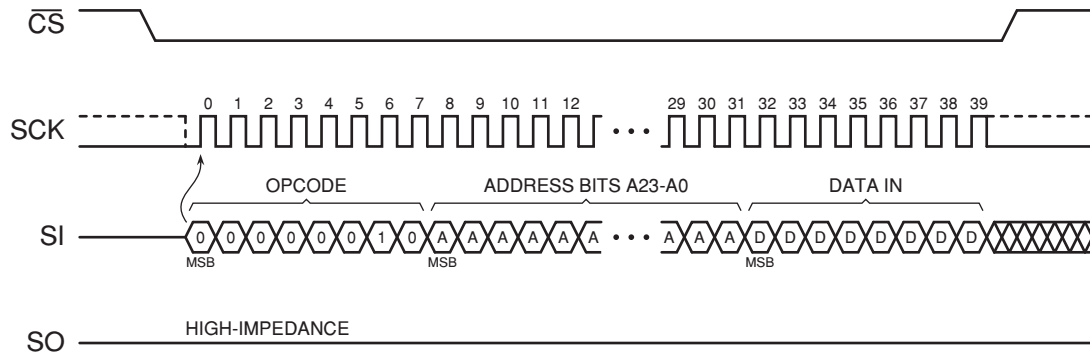 CS
0 1 2 3 4 5 6 7 8 9 10 11 12 29 30 31 32 33 34 35 36 37 38 39
SCK
OPCODE ADDRESS BITS A23-A0 DATA IN
SI 0 0 0 0 0 0 1 0 A A A A A A A A A D D D D D D D D
MSB MSB MSB
HIGH-IMPEDANCE
SO